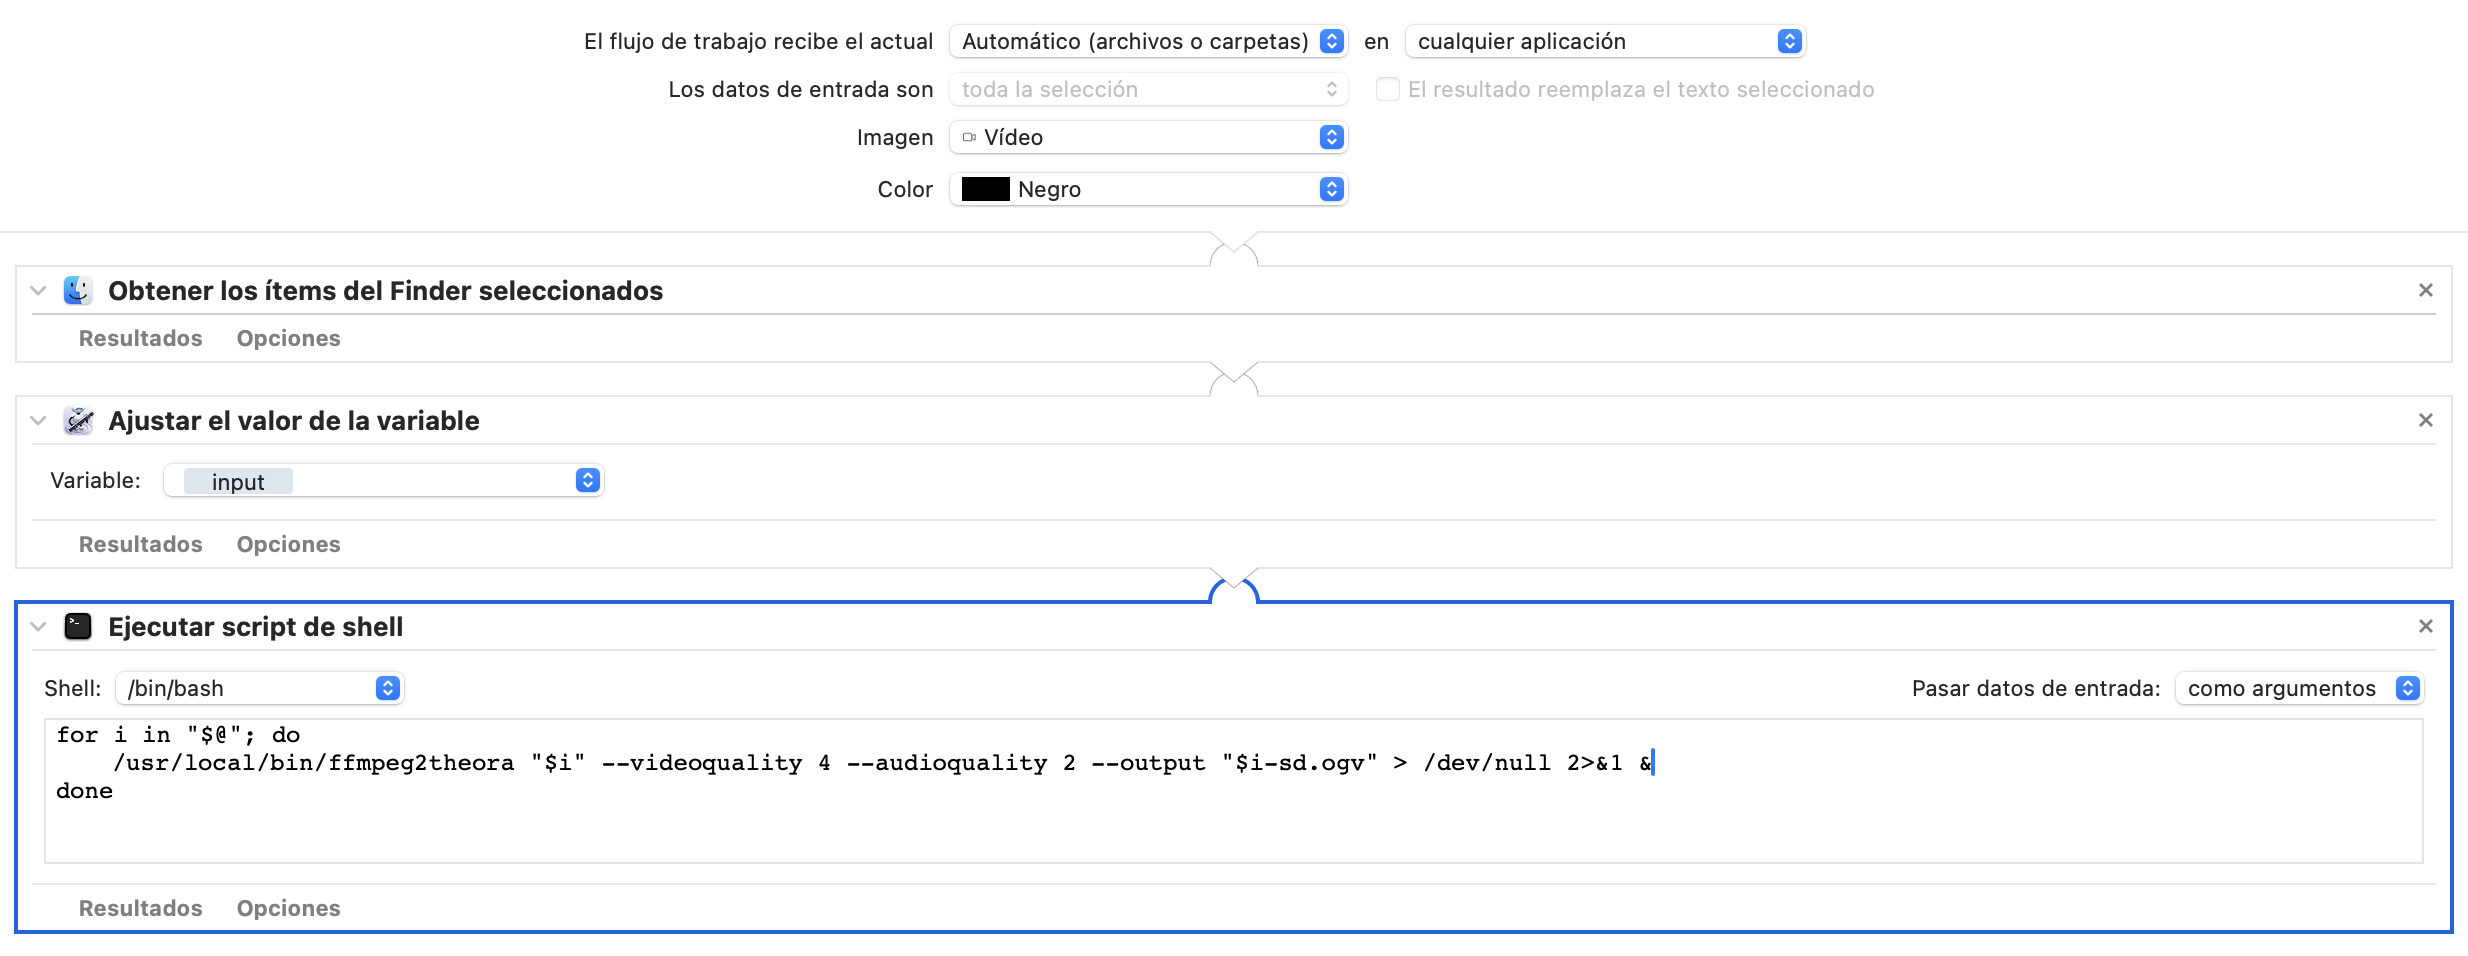 El flujo de trabajo recibe el actual Automático (archivos o carpetas) en cualquier aplicación
Los datos de entrada son toda la selección El resultado reemplaza el texto seleccionado
Imagen Vídeo
Color Negro
Obtener los ítems del Finder seleccionados
Resultados Opciones
Ajustar el valor de la variable
Variable: input
Resultados Opciones
Ejecutar script de shell
Shell: /bin/bash Pasar datos de entrada: como argumentos
for i in "$@"; do
    /usr/local/bin/ffmpeg2theora "$i" --videoquality 4 --audioquality 2 --output "$i-sd.ogv" > /dev/null 2>&1 &
done
Resultados Opciones